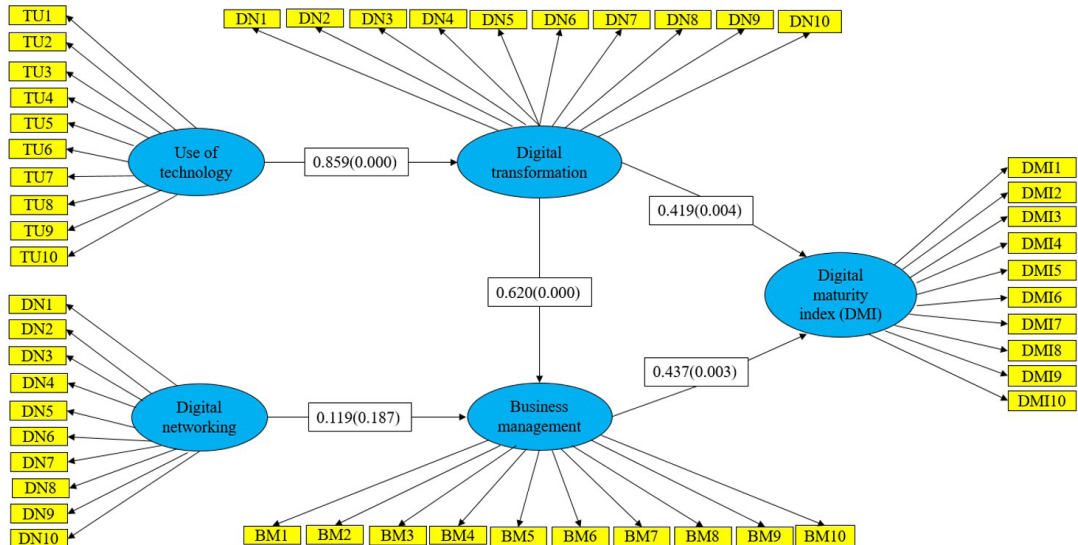 TU1
TU2
TU3
TU4
TU5
TU6
TU7
TU8
TU9
TU10
DN1
DN2
DN3
DN4
DN5
DN6
DN7
DN8
DN9
DN10
Use of
technology
0.859(0.000)
Digital
transformation
0.419(0.004)
0.620(0.000)
Digital
maturity
index (DMI)
DMI1
DMI2
DMI3
DMI4
DMI5
DMI6
DMI7
DMI8
DMI9
DMI10
DN1
DN2
DN3
DN4
DN5
DN6
DN7
DN8
DN9
DN10
Digital
networking
0.119(0.187)
Business
management
0.437(0.003)
BM1
BM2
BM3
BM4
BM5
BM6
BM7
BM8
BM9
BM10